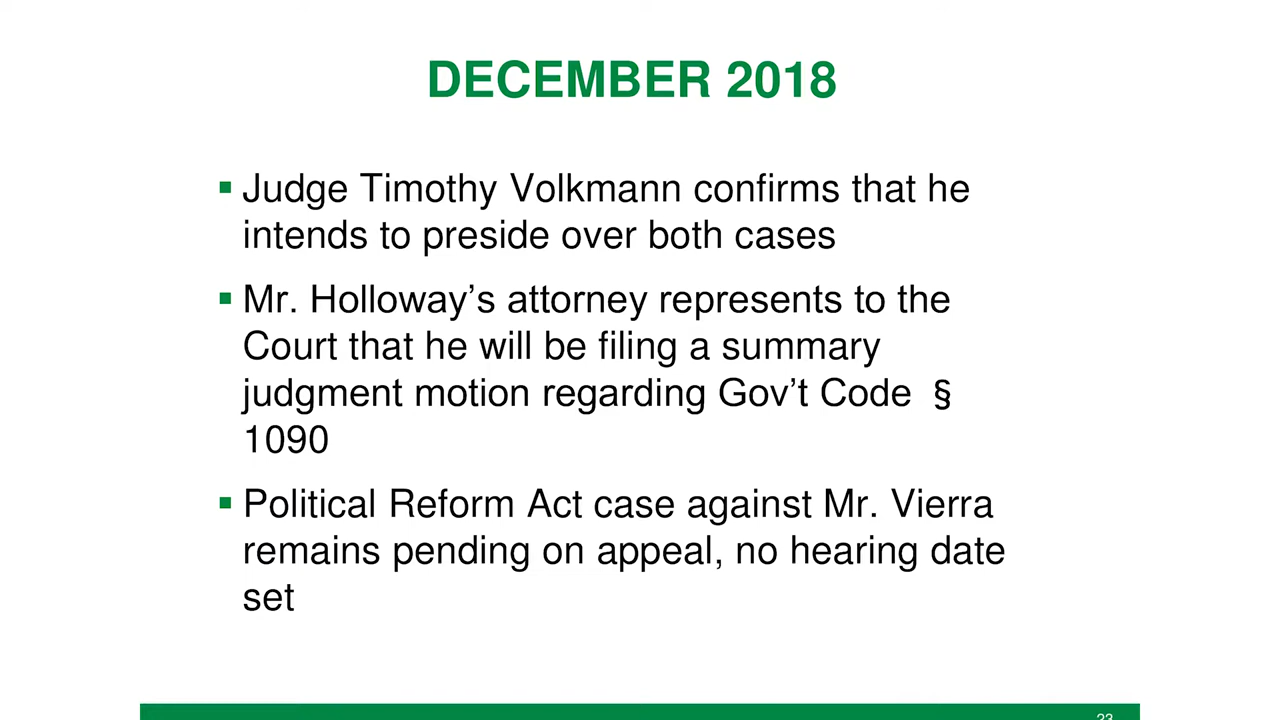 DECEMBER 2018
▪ Judge Timothy Volkmann confirms that he
intends to preside over both cases
▪ Mr. Holloway’s attorney represents to the
Court that he will be filing a summary
judgment motion regarding Gov’t Code §
1090
▪ Political Reform Act case against Mr. Vierra
remains pending on appeal, no hearing date
set
23